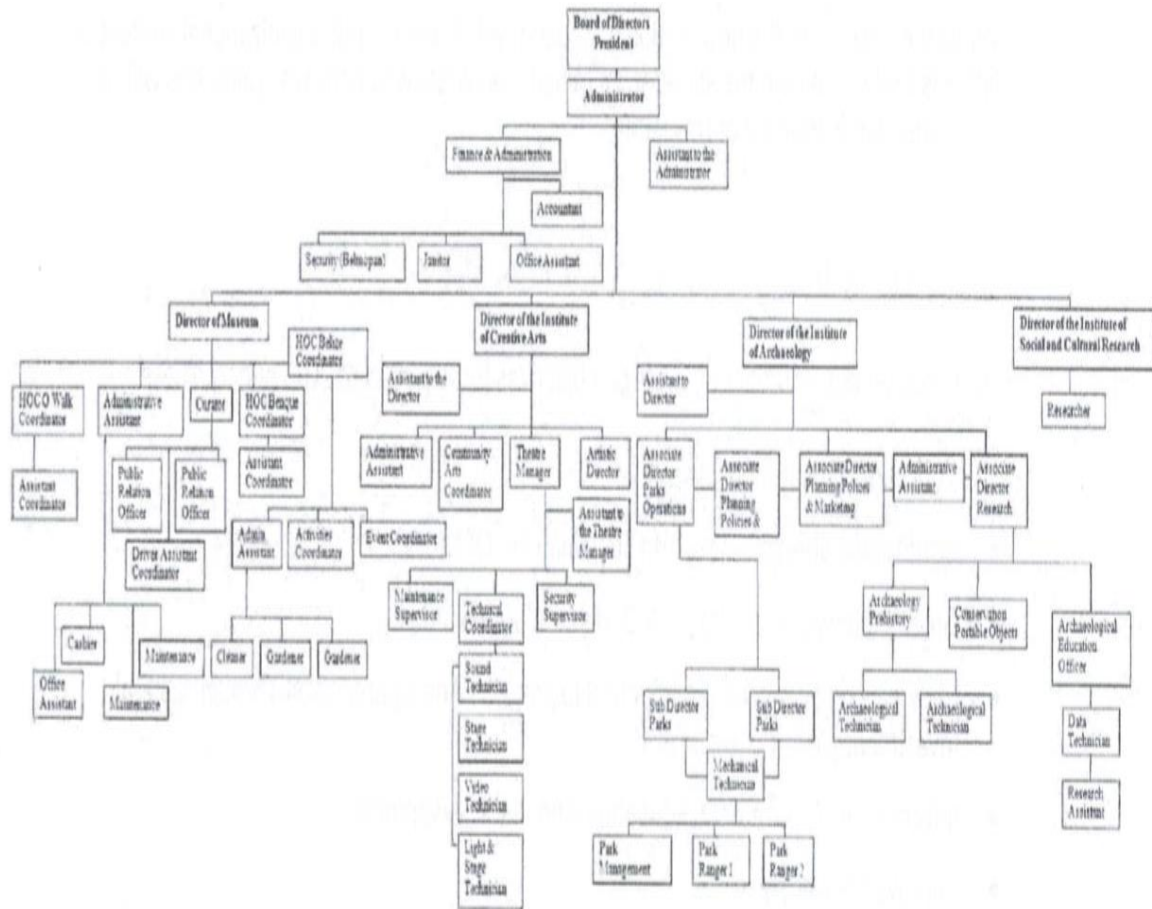 Board of Directors
President
Administrator
Finance & Administration
Assistant to the
Administrator
Accountant
Security (Belmopan)
Janitor
Office Assistant
Director of Museum
Director of the Institute
of Creative Arts
Director of the Institute
of Archaeology
Director of the Institute of
Social and Cultural Research
HOC Belize
Coordinator
Assistant to the
Director
Assistant to
Director
Researcher
HOC O Walk
Coordinator
Administrative
Assistant
Curator
HOC Benque
Coordinator
Administrative
Assistant
Community
Arts
Coordinator
Theatre
Manager
Artistic
Director
Associate
Director
Parks
Operations
Associate
Director
Planning
Policies &
Associate Director
Planning Polices
& Marketing
Administrative
Assistant
Associate
Director
Research
Assistant
Coordinator
Public
Relation
Officer
Public
Relation
Officer
Assistant
Coordinator
Driver Assistant
Coordinator
Admin.
Assistant
Activities
Coordinator
Event Coordinator
Assistant
to the Theatre
Manager
Maintenance
Supervisor
Technical
Coordinator
Security
Supervisor
Archaeology
Prehistory
Conservation
Portable Objects
Archaeological
Education
Officer
Office
Assistant
Cashier
Maintenance
Maintenance
Cleaner
Gardener
Gardener
Sound
Technician
Stage
Technician
Video
Technician
Light &
Stage
Technician
Sub Director
Parks
Sub Director
Parks
Archaeological
Technician
Archaeological
Technician
Data
Technician
Mechanical
Technician
Research
Assistant
Park
Management
Park
Ranger 1
Park
Ranger 2